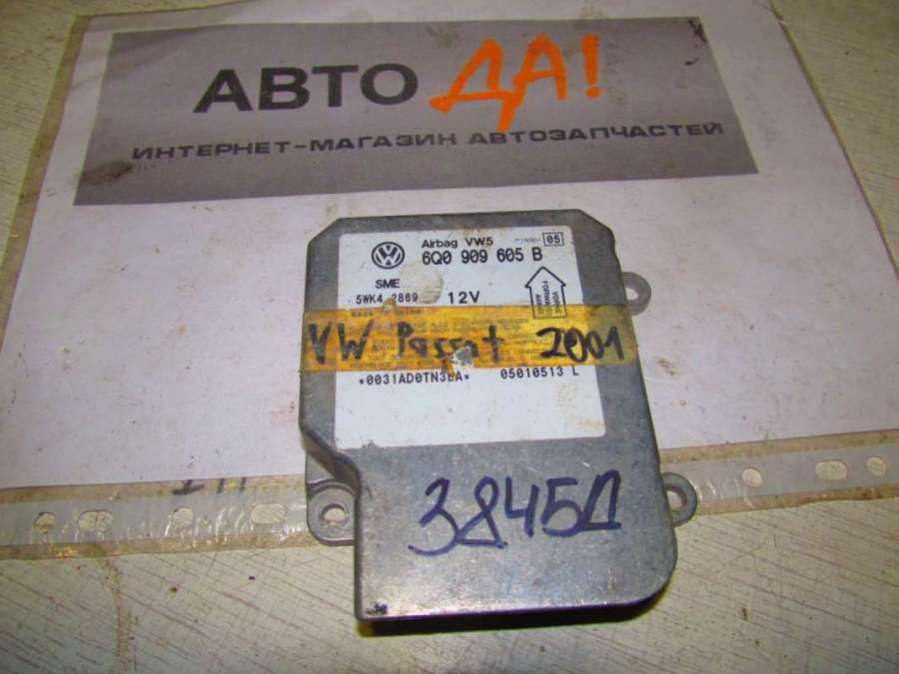 АВТО ДА!
ИНТЕРНЕТ-МАГАЗИН АВТОЗАПЧАСТЕЙ
Airbag VW5 05
6Q0 909 605 B
SME
5WK4 2869 12V
VW Passat 2001
05010513 L
3845Д